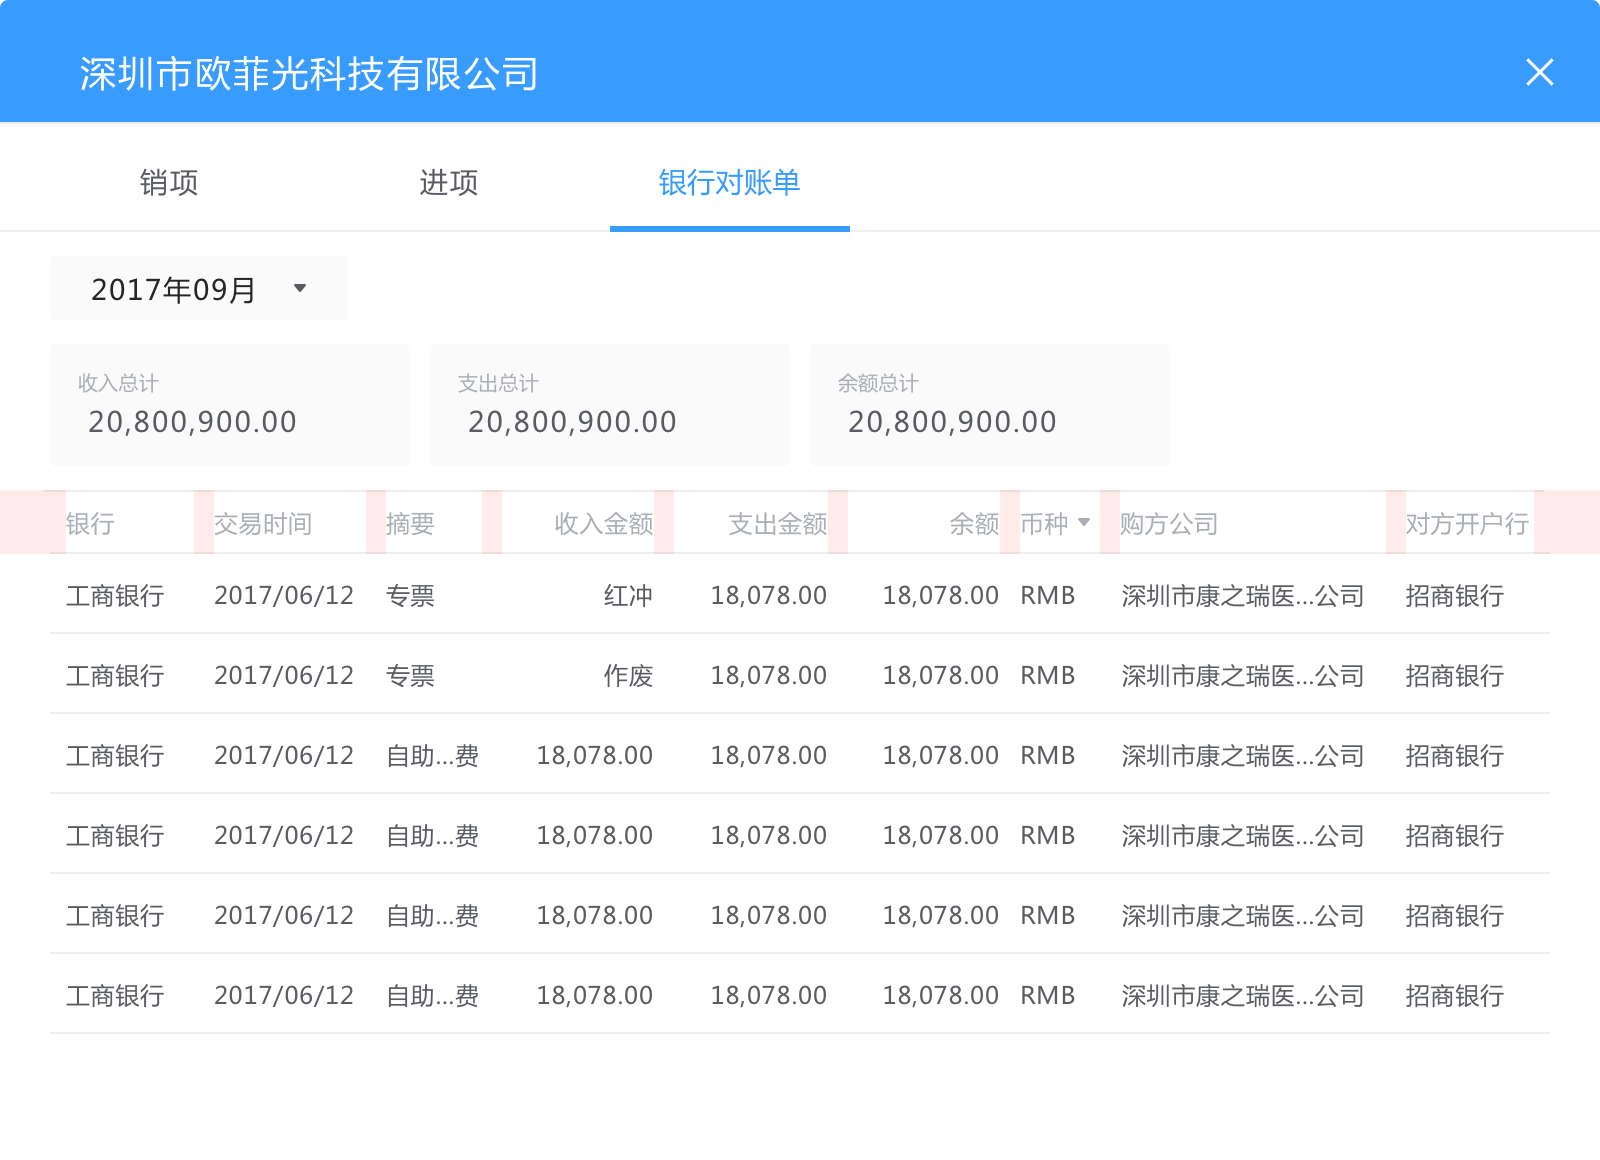 深圳市欧菲光科技有限公司
销项 进项 银行对账单
2017年09月
收入总计 支出总计 余额总计
20,800,900.00 20,800,900.00 20,800,900.00
银行 交易时间 摘要 收入金额 支出金额 余额 币种 购方公司 对方开户行
工商银行 2017/06/12 专票 红冲 18,078.00 18,078.00 RMB 深圳市康之瑞医...公司 招商银行
工商银行 2017/06/12 专票 作废 18,078.00 18,078.00 RMB 深圳市康之瑞医...公司 招商银行
工商银行 2017/06/12 自助...费 18,078.00 18,078.00 18,078.00 RMB 深圳市康之瑞医...公司 招商银行
工商银行 2017/06/12 自助...费 18,078.00 18,078.00 18,078.00 RMB 深圳市康之瑞医...公司 招商银行
工商银行 2017/06/12 自助...费 18,078.00 18,078.00 18,078.00 RMB 深圳市康之瑞医...公司 招商银行
工商银行 2017/06/12 自助...费 18,078.00 18,078.00 18,078.00 RMB 深圳市康之瑞医...公司 招商银行